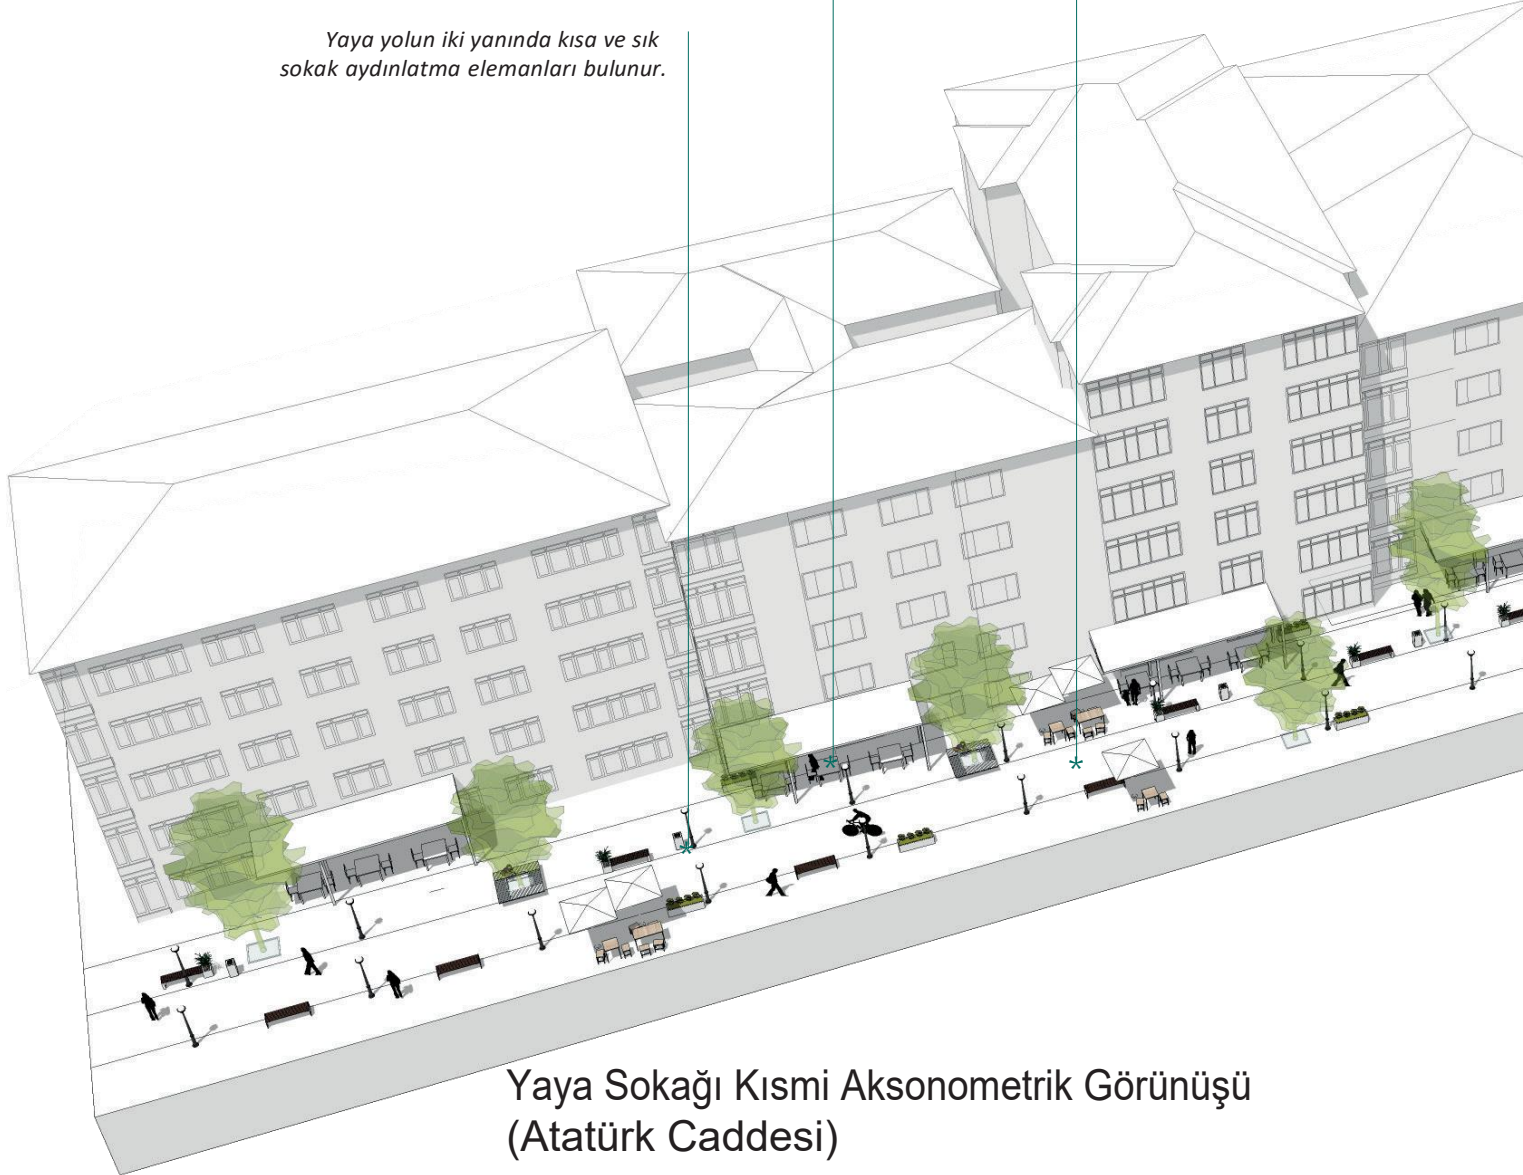 Yaya yolun iki yanında kısa ve sık
sokak aydınlatma elemanları bulunur.
Yaya Sokağı Kısmi Aksonometrik Görünüşü
(Atatürk Caddesi)